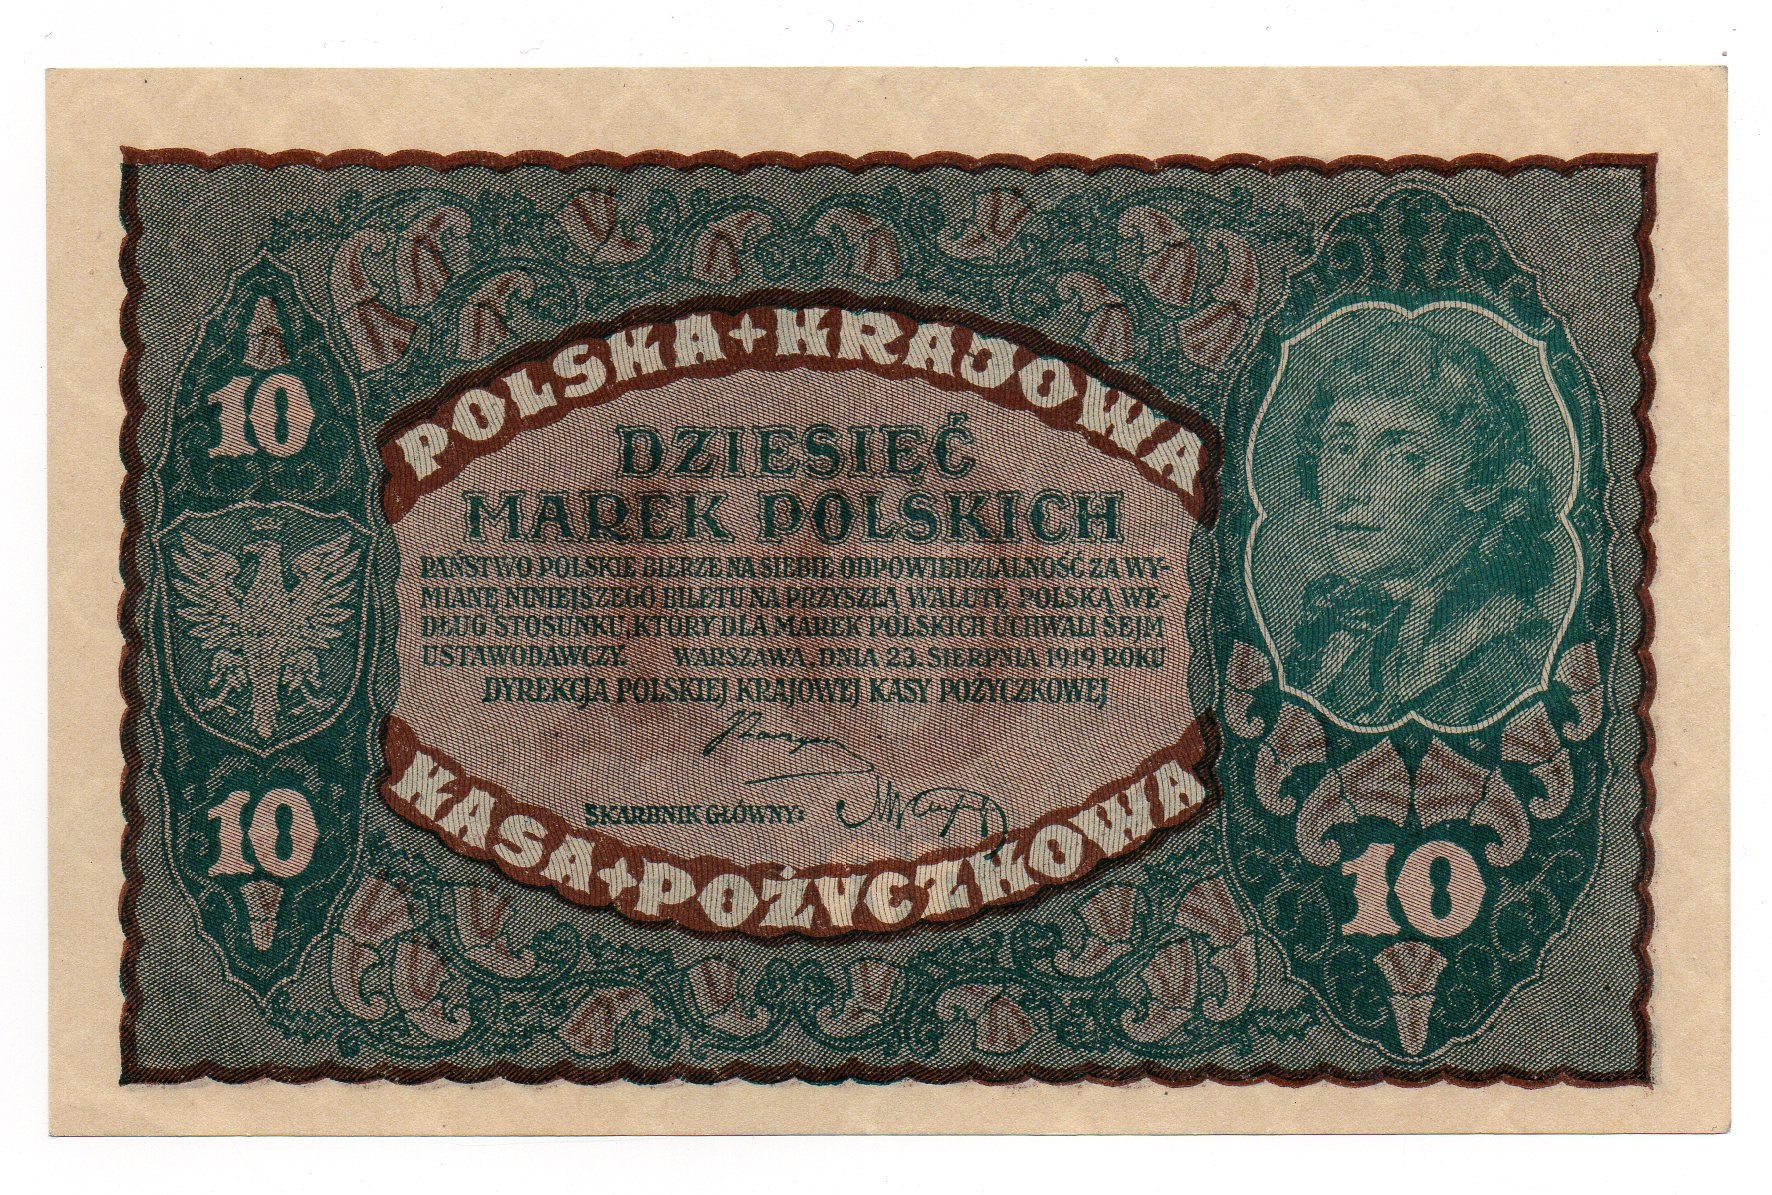 POLSKA + KRAJOWA
10
DZIESIĘĆ
MAREK POLSKICH
PAŃSTWO POLSKIE BIERZE NA SIEBIE ODPOWIEDZIALNOŚĆ ZA WY-
MIANĘ NINIEJSZEGO BILETU NA PRZYSZŁĄ WALUTĘ POLSKĄ WE-
DŁUG STOSUNKU, KTÓRY DLA MAREK POLSKICH UCHWALI SEJM
USTAWODAWCZY. WARSZAWA, DNIA 23. SIERPNIA 1919 ROKU
DYREKCJA POLSKIEJ KRAJOWEJ KASY POŻYCZKOWEJ
SKARBNIK GŁÓWNY:
KASA + POŻYCZKOWA
10
10